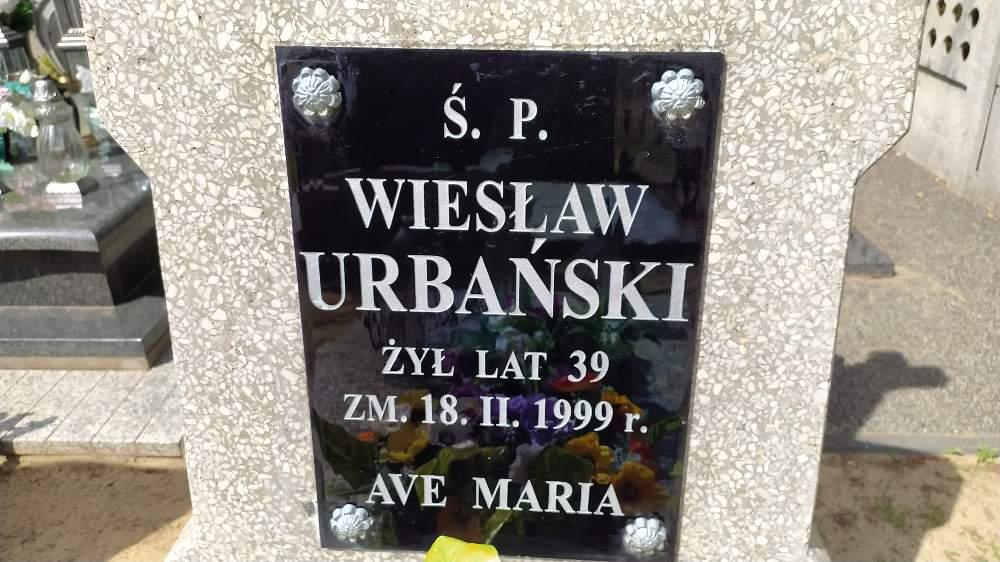 Ś. P.
WIESŁAW
URBAŃSKI
ŻYŁ LAT 39
ZM. 18. II. 1999 r.
AVE MARIA